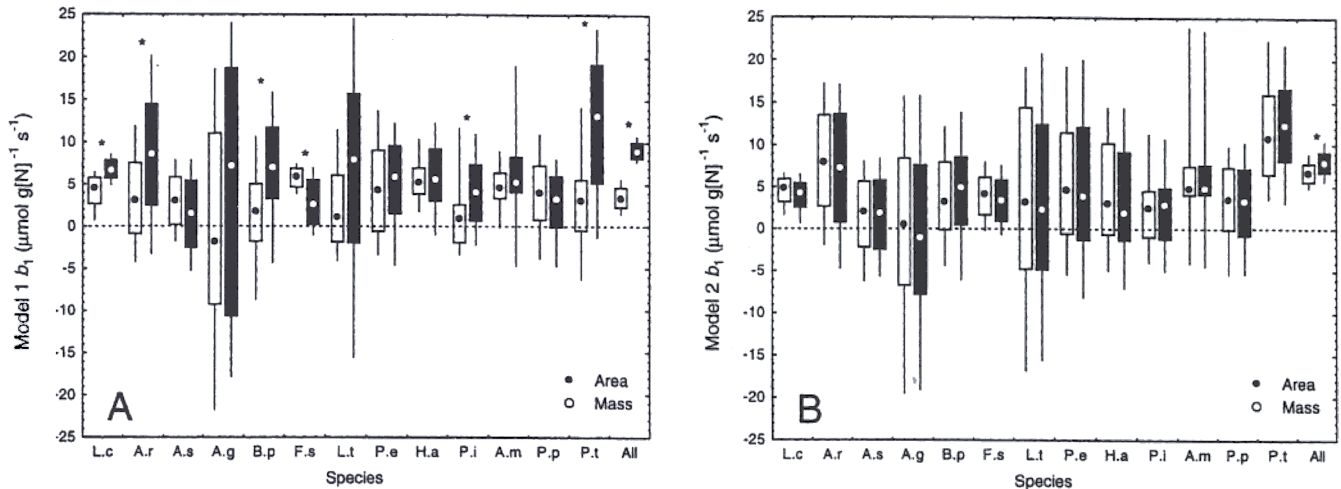 Model 1 b₁ (μmol g[N]⁻¹ s⁻¹)
25
20
15
10
5
0
-5
-10
-15
-20
-25
* * * * * * *
Area
Mass
A
L.c A.r A.s A.g B.p F.s L.t P.e H.a P.i A.m P.p P.t All
Species
Model 2 b₁ (μmol g[N]⁻¹ s⁻¹)
25
20
15
10
5
0
-5
-10
-15
-20
-25
*
Area
Mass
B
L.c A.r A.s A.g B.p F.s L.t P.e H.a P.i A.m P.p P.t All
Species